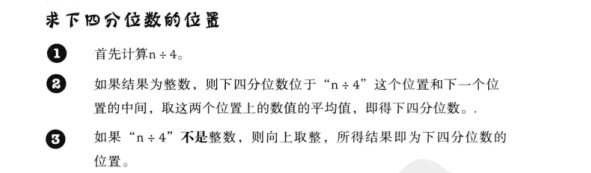 求下四分位数的位置
1 首先计算n÷4。
2 如果结果为整数，则下四分位数位于“n÷4”这个位置和下一个位
置的中间，取这两个位置上的数值的平均值，即得下四分位数。.
3 如果“n÷4”不是整数，则向上取整，所得结果即为下四分位数的
位置。